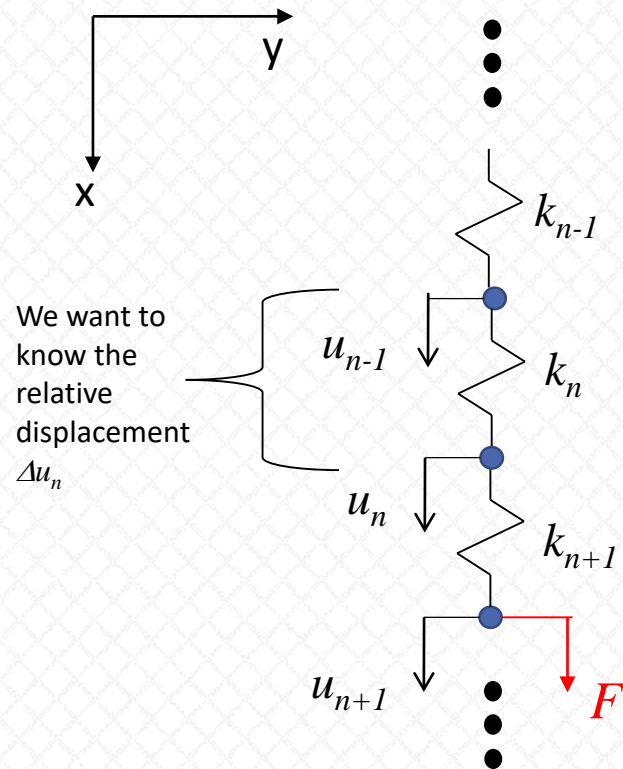 y
x
k_{n-1}
We want to
know the
relative
displacement
Δu_n
u_{n-1}
k_n
u_n
k_{n+1}
u_{n+1}
F